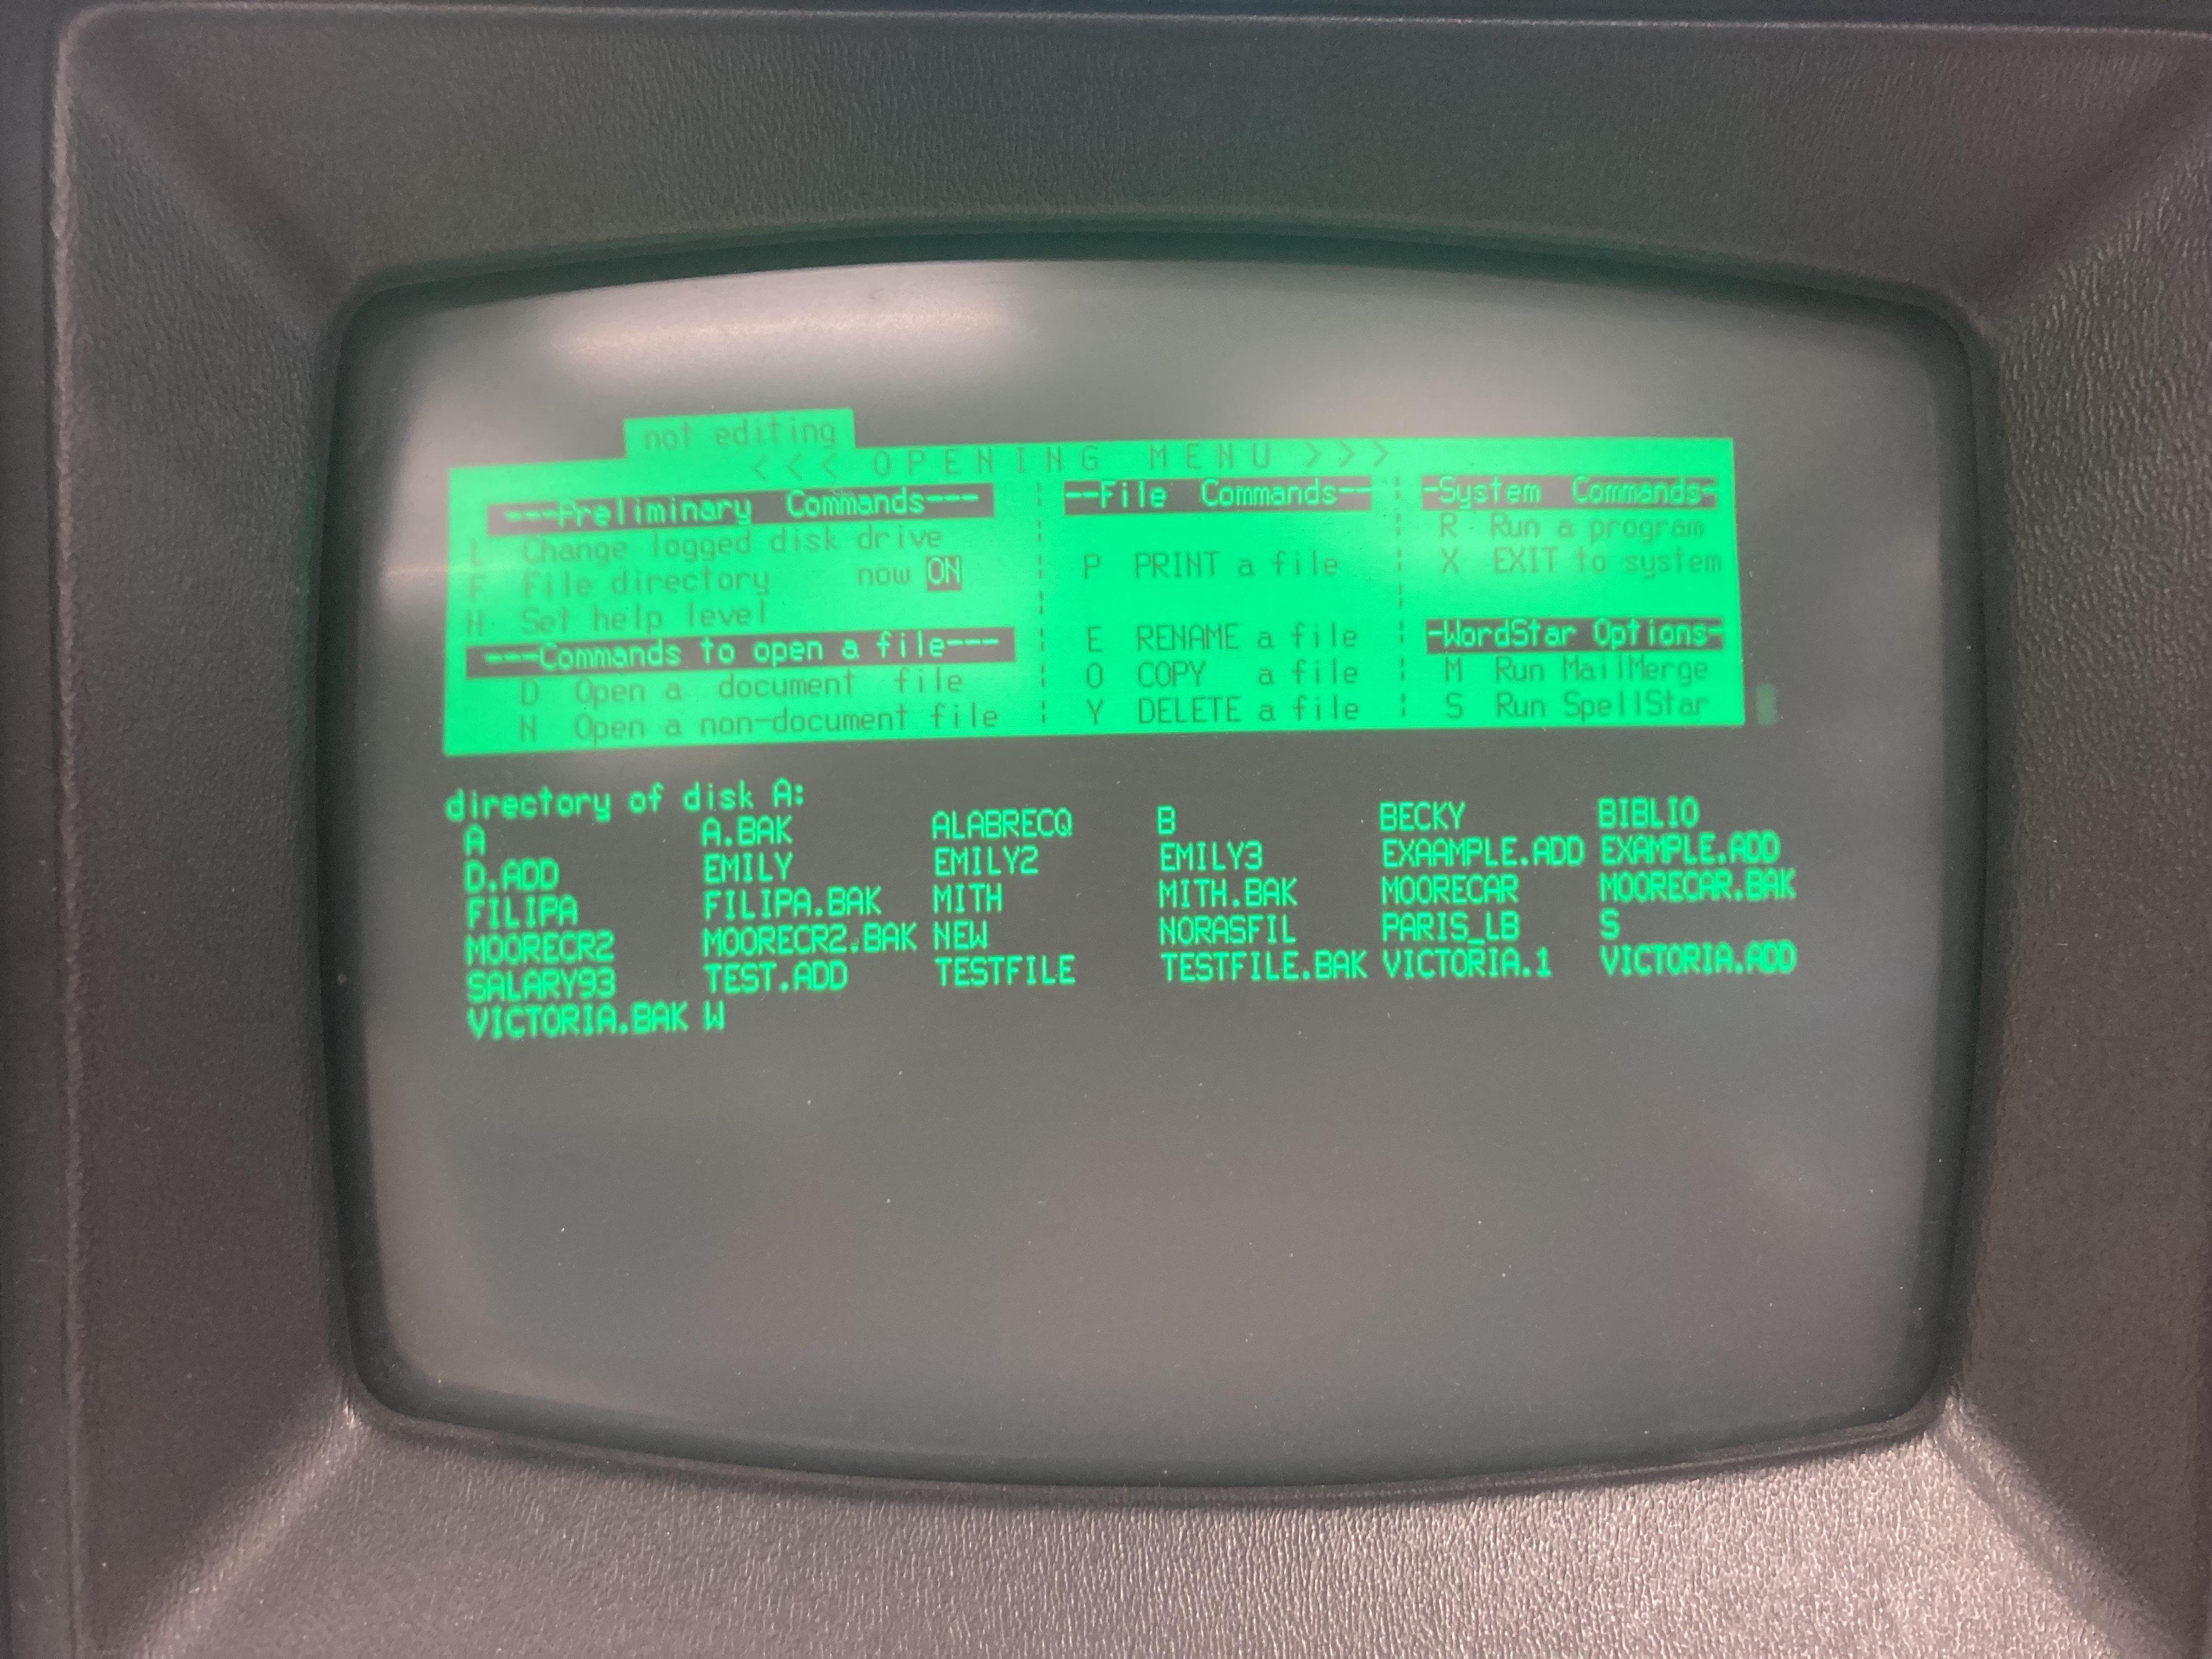 not editing
< < < O P E N I N G   M E N U > > >
---Preliminary Commands--- | --File Commands-- | -System Commands-
L Change logged disk drive | R Run a program
F File directory now ON | P PRINT a file | X EXIT to system
H Set help level
---Commands to open a file--- | E RENAME a file | -WordStar Options-
D Open a document file | O COPY a file | M Run MailMerge
N Open a non-document file | Y DELETE a file | S Run SpellStar
directory of disk A:
A A.BAK ALABRECQ B BECKY BIBLIO
D.ADD EMILY EMILY2 EMILY3 EXAAMPLE.ADD EXAMPLE.ADD
FILIPA FILIPA.BAK MITH MITH.BAK MOORECAR MOORECAR.BAK
MOORECR2 MOORECR2.BAK NEW NORASFIL PARIS_LB S
SALARY93 TEST.ADD TESTFILE TESTFILE.BAK VICTORIA.1 VICTORIA.ADD
VICTORIA.BAK W